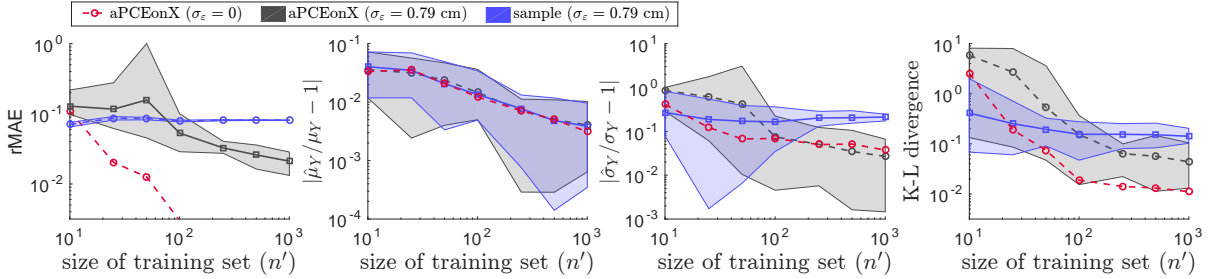 aPCEonX (σ_ε = 0) aPCEonX (σ_ε = 0.79 cm) sample (σ_ε = 0.79 cm)
rMAE
10^0
10^-1
10^-2
10^1 10^2 10^3
size of training set (n′)
|μ̂_Y/μ_Y − 1|
10^-1
10^-2
10^-3
10^-4
10^1 10^2 10^3
size of training set (n′)
|σ̂_Y/σ_Y − 1|
10^1
10^0
10^-1
10^-2
10^-3
10^1 10^2 10^3
size of training set (n′)
K-L divergence
10^1
10^0
10^-1
10^-2
10^1 10^2 10^3
size of training set (n′)